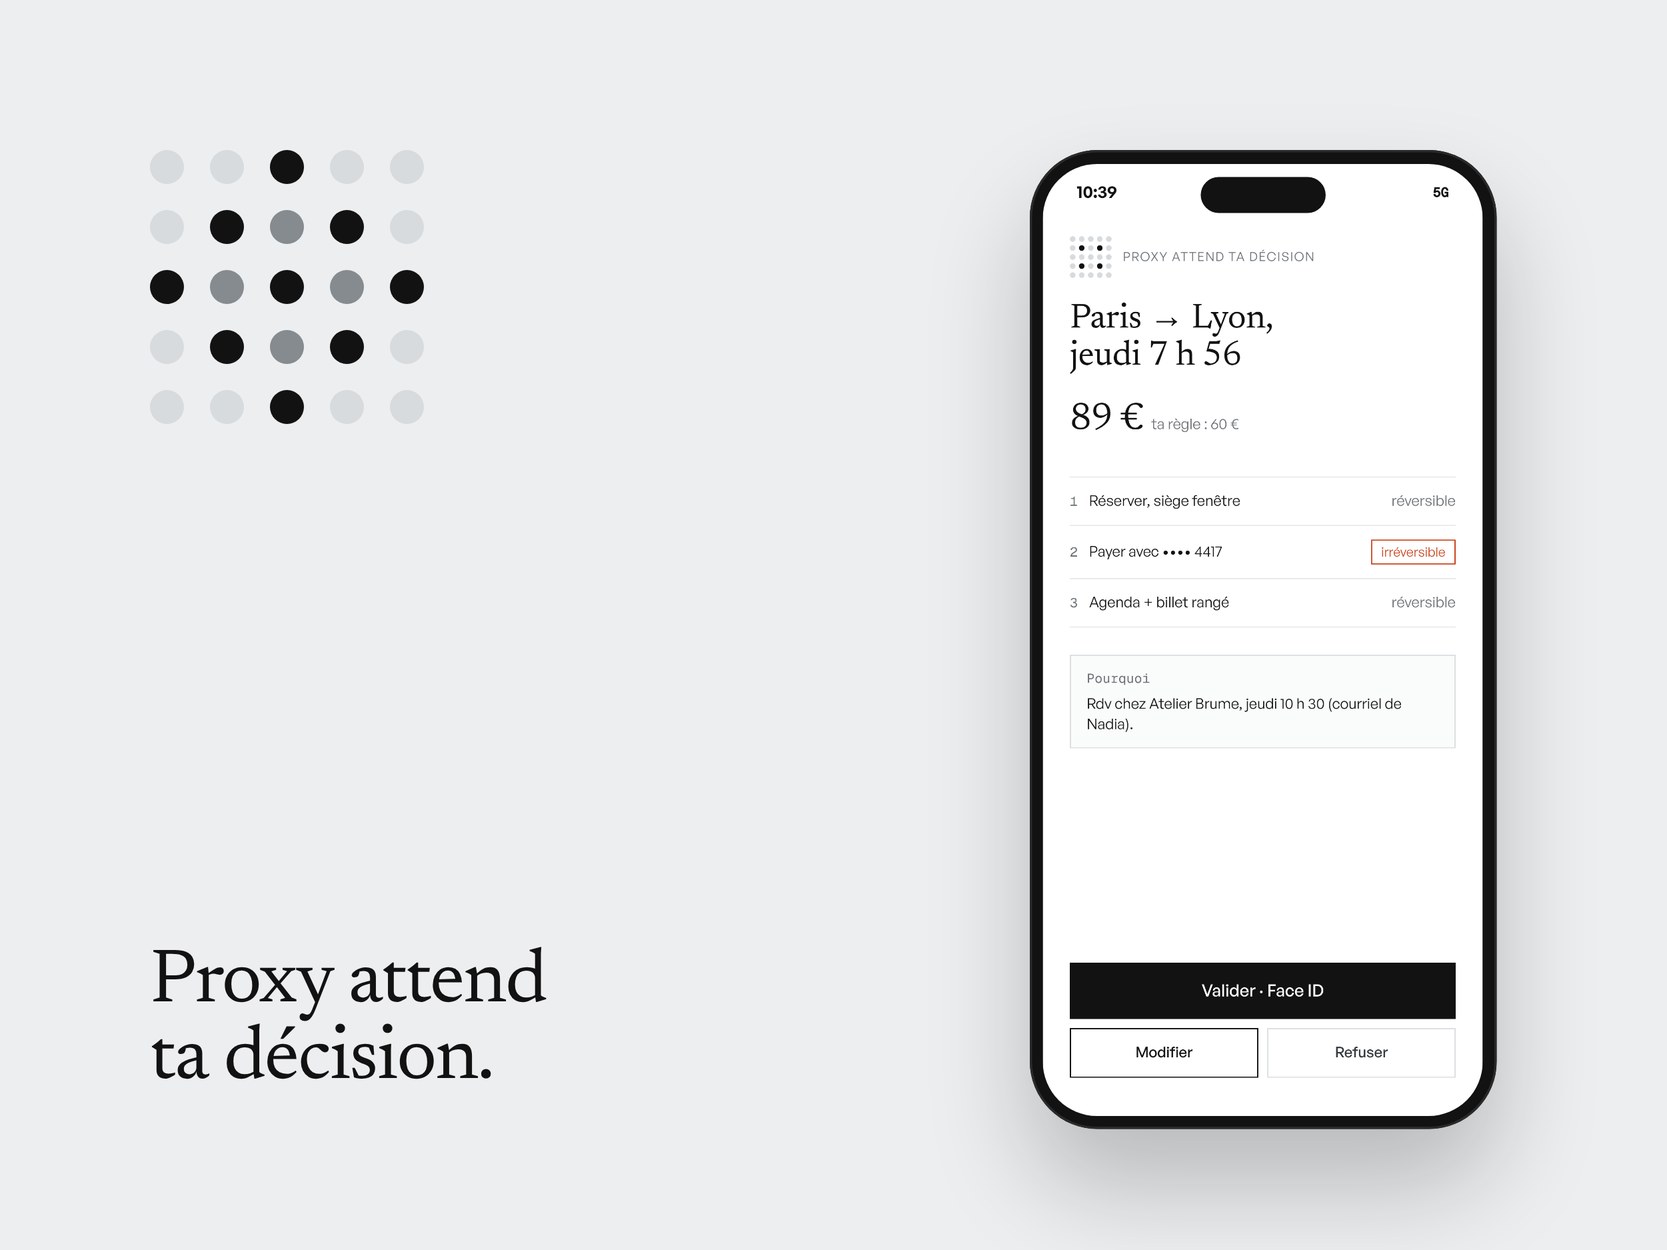 Proxy attend
ta décision.
10:39
5G
PROXY ATTEND TA DÉCISION
Paris → Lyon,
jeudi 7 h 56
89 € ta règle : 60 €
1 Réserver, siège fenêtre réversible
2 Payer avec •••• 4417 irréversible
3 Agenda + billet rangé réversible
Pourquoi
Rdv chez Atelier Brume, jeudi 10 h 30 (courriel de
Nadia).
Valider · Face ID
Modifier
Refuser